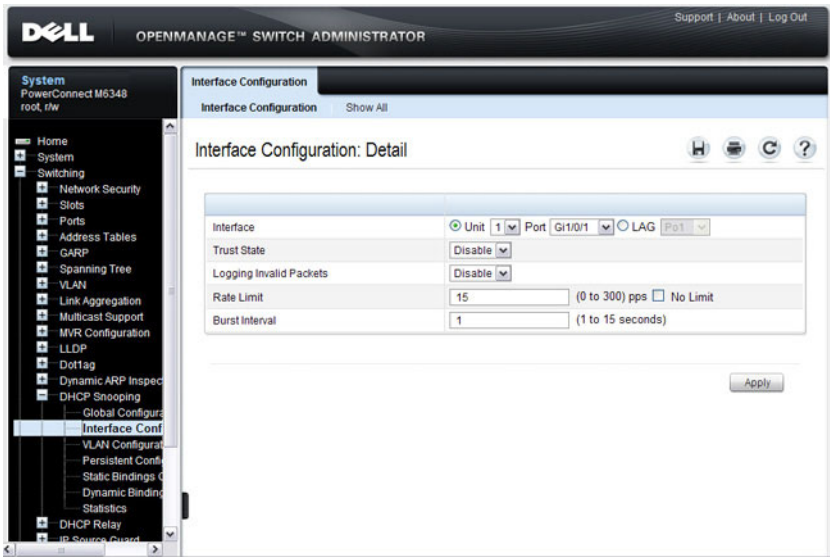 Support | About | Log Out
DELL
OPENMANAGE™ SWITCH ADMINISTRATOR
System
PowerConnect M6348
root, r/w
Home
System
Switching
Network Security
Slots
Ports
Address Tables
GARP
Spanning Tree
VLAN
Link Aggregation
Multicast Support
MVR Configuration
LLDP
Dot1ag
Dynamic ARP Inspec
DHCP Snooping
Global Configura
Interface Conf
VLAN Configurat
Persistent Confi
Static Bindings C
Dynamic Binding
Statistics
DHCP Relay
IP Source Guard
Interface Configuration
Interface Configuration Show All
Interface Configuration: Detail
Interface Unit 1 Port Gi1/0/1 LAG Po1
Trust State Disable
Logging Invalid Packets Disable
Rate Limit 15 (0 to 300) pps No Limit
Burst Interval 1 (1 to 15 seconds)
Apply